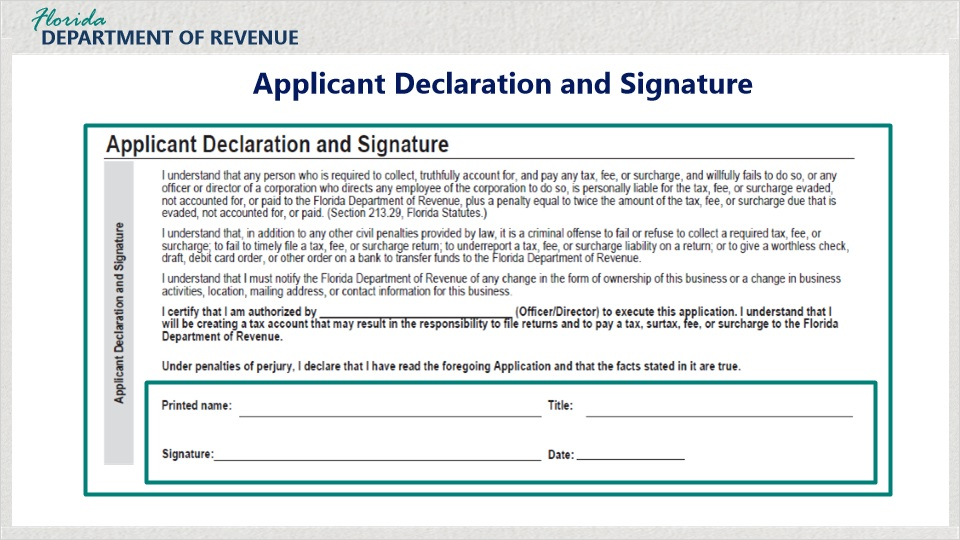 Florida
DEPARTMENT OF REVENUE
Applicant Declaration and Signature
Applicant Declaration and Signature
Applicant Declaration and Signature
I understand that any person who is required to collect, truthfully account for, and pay any tax, fee, or surcharge, and willfully fails to do so, or any
officer or director of a corporation who directs any employee of the corporation to do so, is personally liable for the tax, fee, or surcharge evaded,
not accounted for, or paid to the Florida Department of Revenue, plus a penalty equal to twice the amount of the tax, fee, or surcharge due that is
evaded, not accounted for, or paid. (Section 213.29, Florida Statutes.)
I understand that, in addition to any other civil penalties provided by law, it is a criminal offense to fail or refuse to collect a required tax, fee, or
surcharge; to fail to timely file a tax, fee, or surcharge return; to underreport a tax, fee, or surcharge liability on a return; or to give a worthless check,
draft, debit card order, or other order on a bank to transfer funds to the Florida Department of Revenue.
I understand that I must notify the Florida Department of Revenue of any change in the form of ownership of this business or a change in business
activities, location, mailing address, or contact information for this business.
I certify that I am authorized by ______________________________ (Officer/Director) to execute this application. I understand that I
will be creating a tax account that may result in the responsibility to file returns and to pay a tax, surtax, fee, or surcharge to the Florida
Department of Revenue.
Under penalties of perjury, I declare that I have read the foregoing Application and that the facts stated in it are true.
Printed name: Title:
Signature: Date: